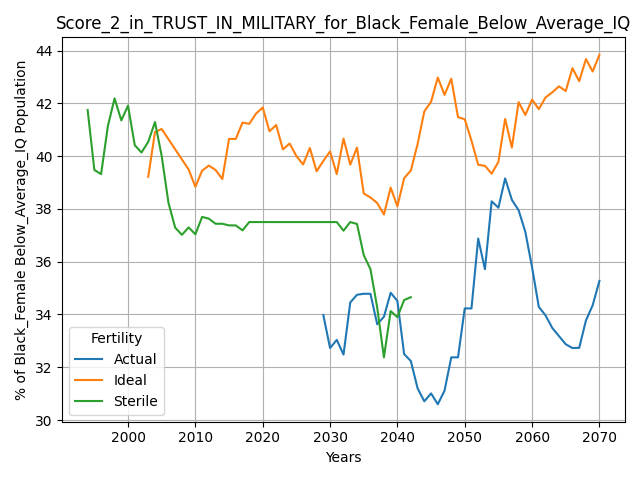 Score_2_in_TRUST_IN_MILITARY_for_Black_Female_Below_Average_IQ
% of Black_Female Below_Average_IQ Population
44
42
40
38
36
34
32
30
Fertility
Actual
Ideal
Sterile
2000 2010 2020 2030 2040 2050 2060 2070
Years